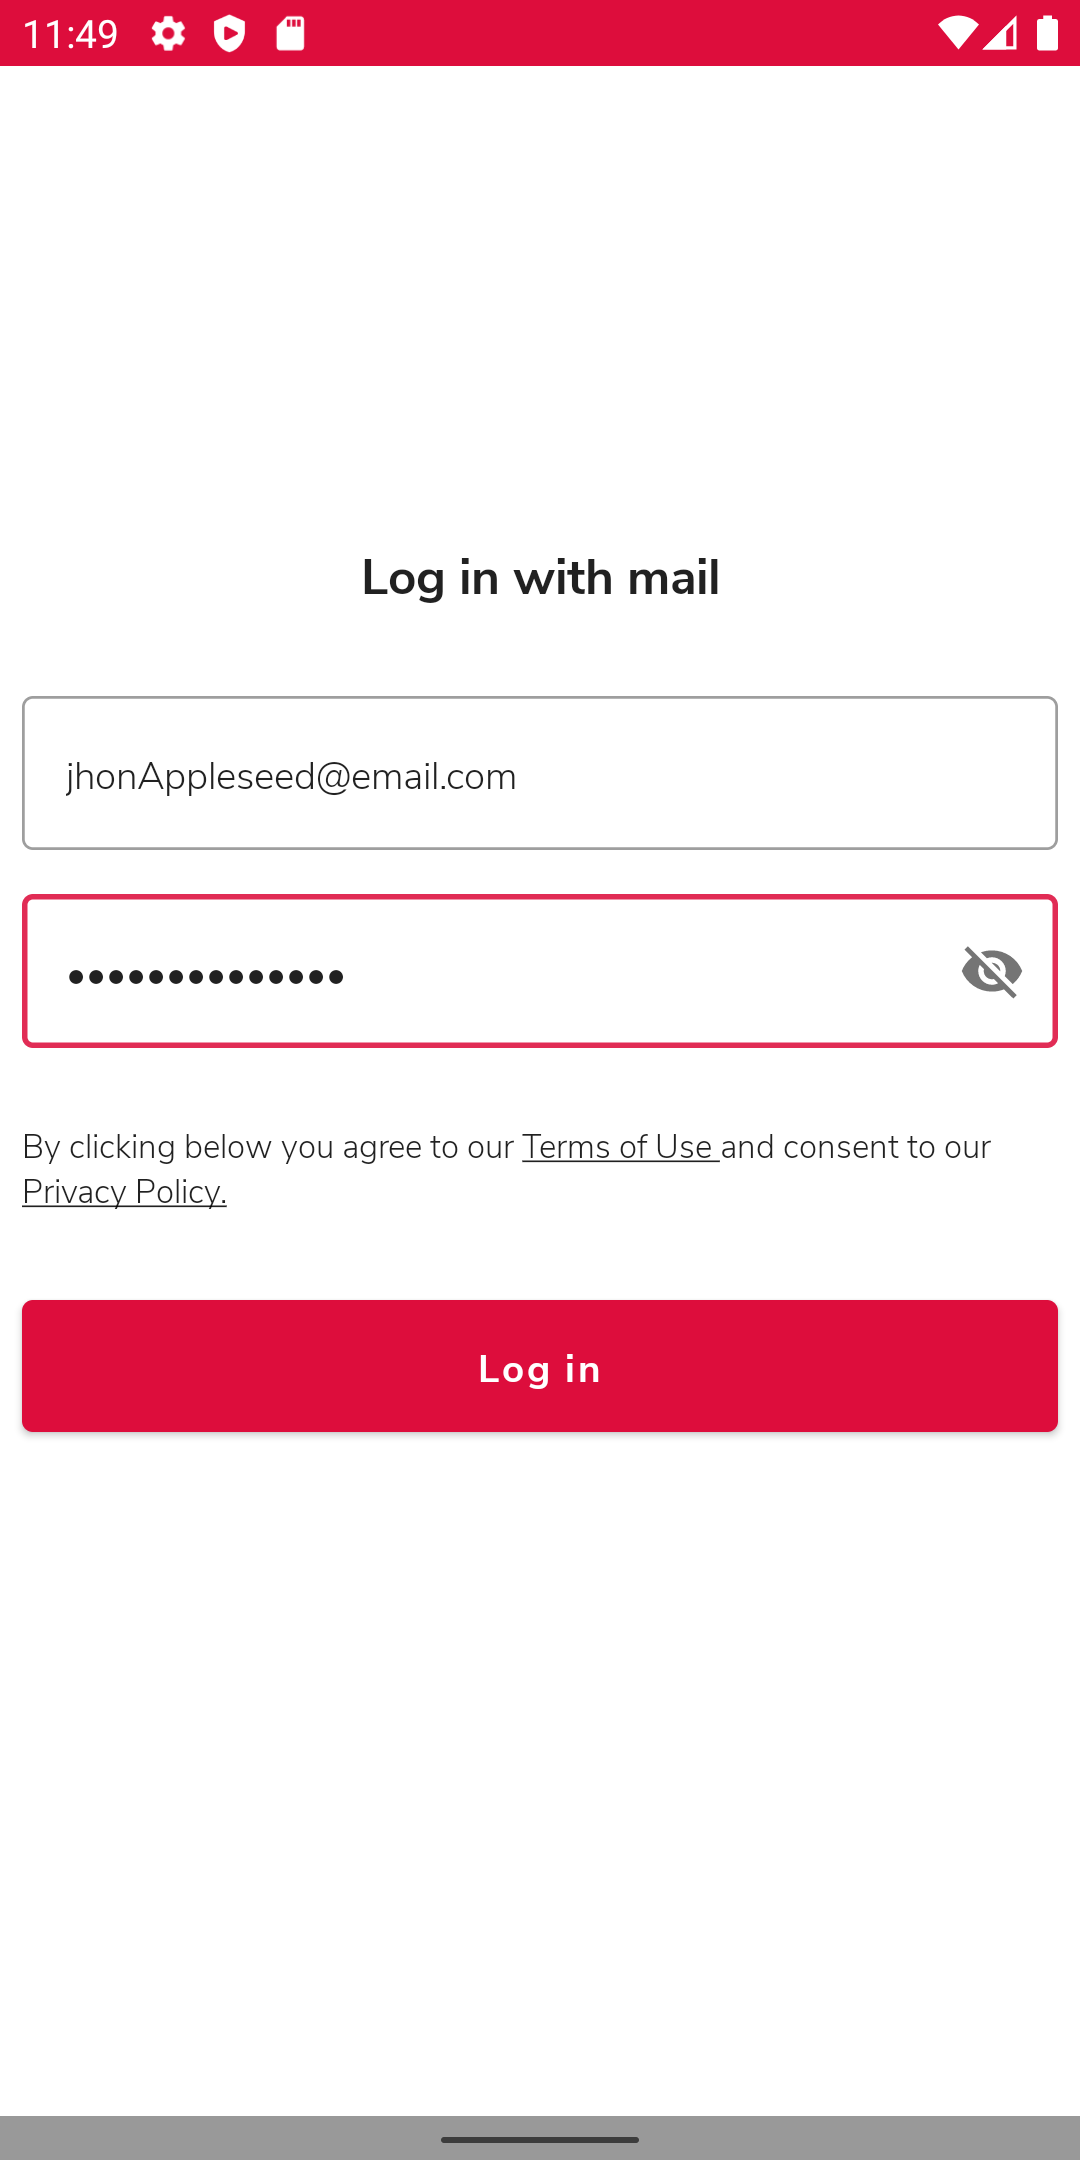 11:49
Log in with mail
jhonAppleseed@email.com
••••••••••••••
By clicking below you agree to our Terms of Use and consent to our
Privacy Policy.
Log in